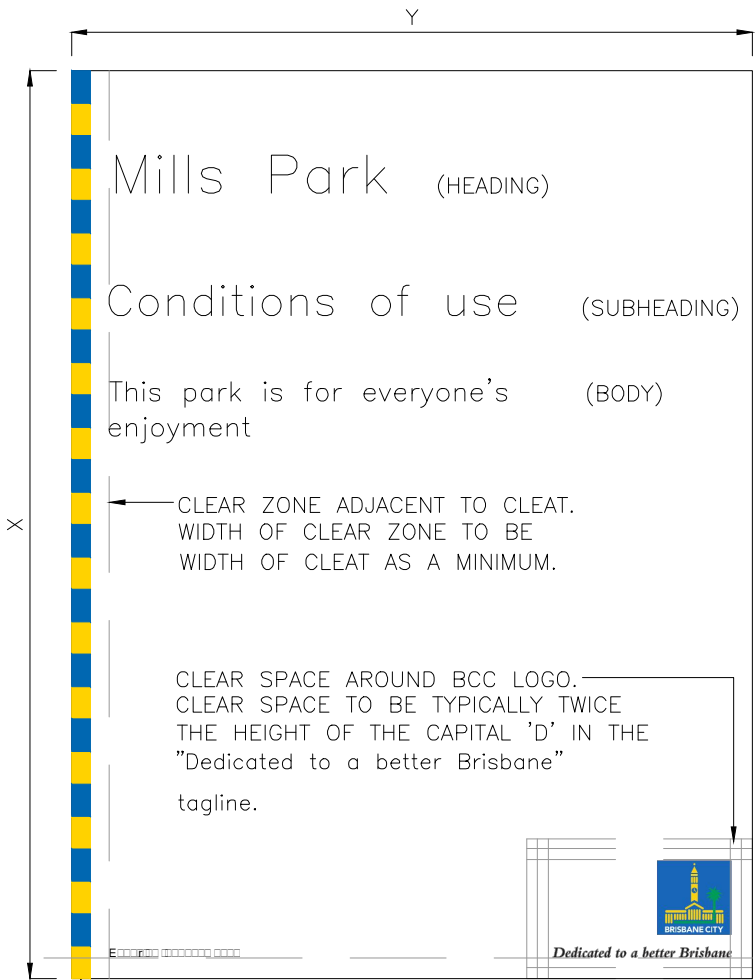 Y
X
Mills Park (HEADING)
Conditions of use (SUBHEADING)
This park is for everyone's (BODY)
enjoyment
CLEAR ZONE ADJACENT TO CLEAT.
WIDTH OF CLEAR ZONE TO BE
WIDTH OF CLEAT AS A MINIMUM.
CLEAR SPACE AROUND BCC LOGO.
CLEAR SPACE TO BE TYPICALLY TWICE
THE HEIGHT OF THE CAPITAL 'D' IN THE
"Dedicated to a better Brisbane"
tagline.
BRISBANE CITY
Dedicated to a better Brisbane